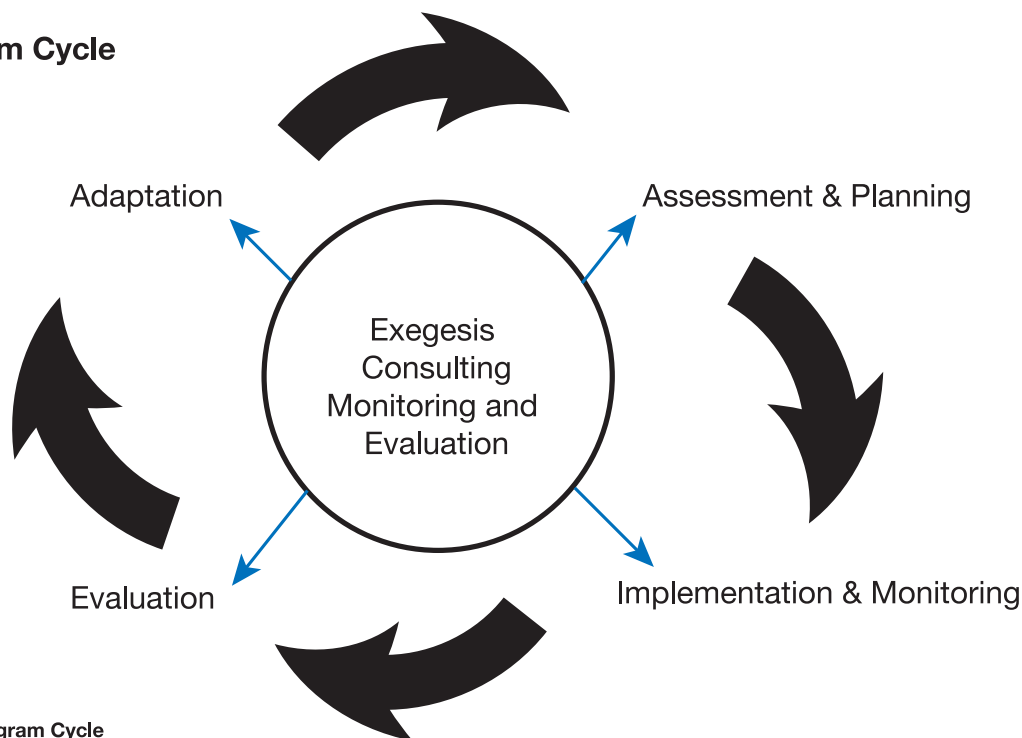 m Cycle
Adaptation
Assessment & Planning
Exegesis
Consulting
Monitoring and
Evaluation
Evaluation
Implementation & Monitoring
gram Cycle